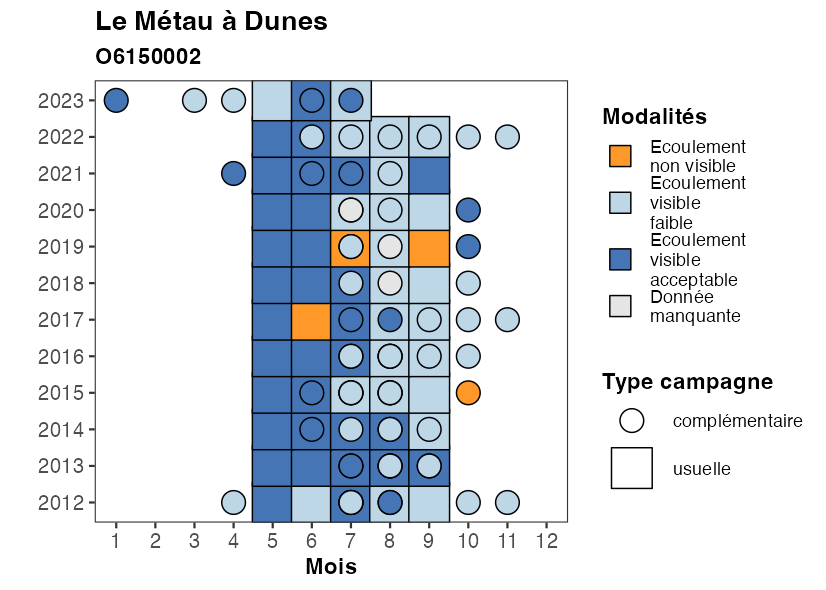 Le Métau à Dunes
O6150002
2023
2022
2021
2020
2019
2018
2017
2016
2015
2014
2013
2012
1 2 3 4 5 6 7 8 9 10 11 12
Mois
Modalités
Ecoulement
non visible
Ecoulement
visible
faible
Ecoulement
visible
acceptable
Donnée
manquante
Type campagne
complémentaire
usuelle